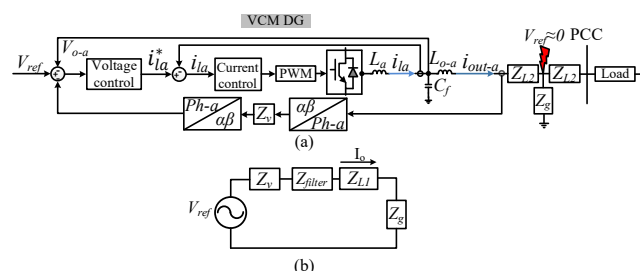 VCM DG
V_ref≈0 PCC
V_ref
V_o-a
Voltage control
i*_la
i_la
Current control
PWM
L_a
i_la
L_o-a
i_out-a
C_f
Z_L2
Z_L2
Load
Z_g
Ph-a
αβ
Z_v
αβ
Ph-a
(a)
I_o
V_ref
Z_v
Z_filter
Z_L1
Z_g
(b)